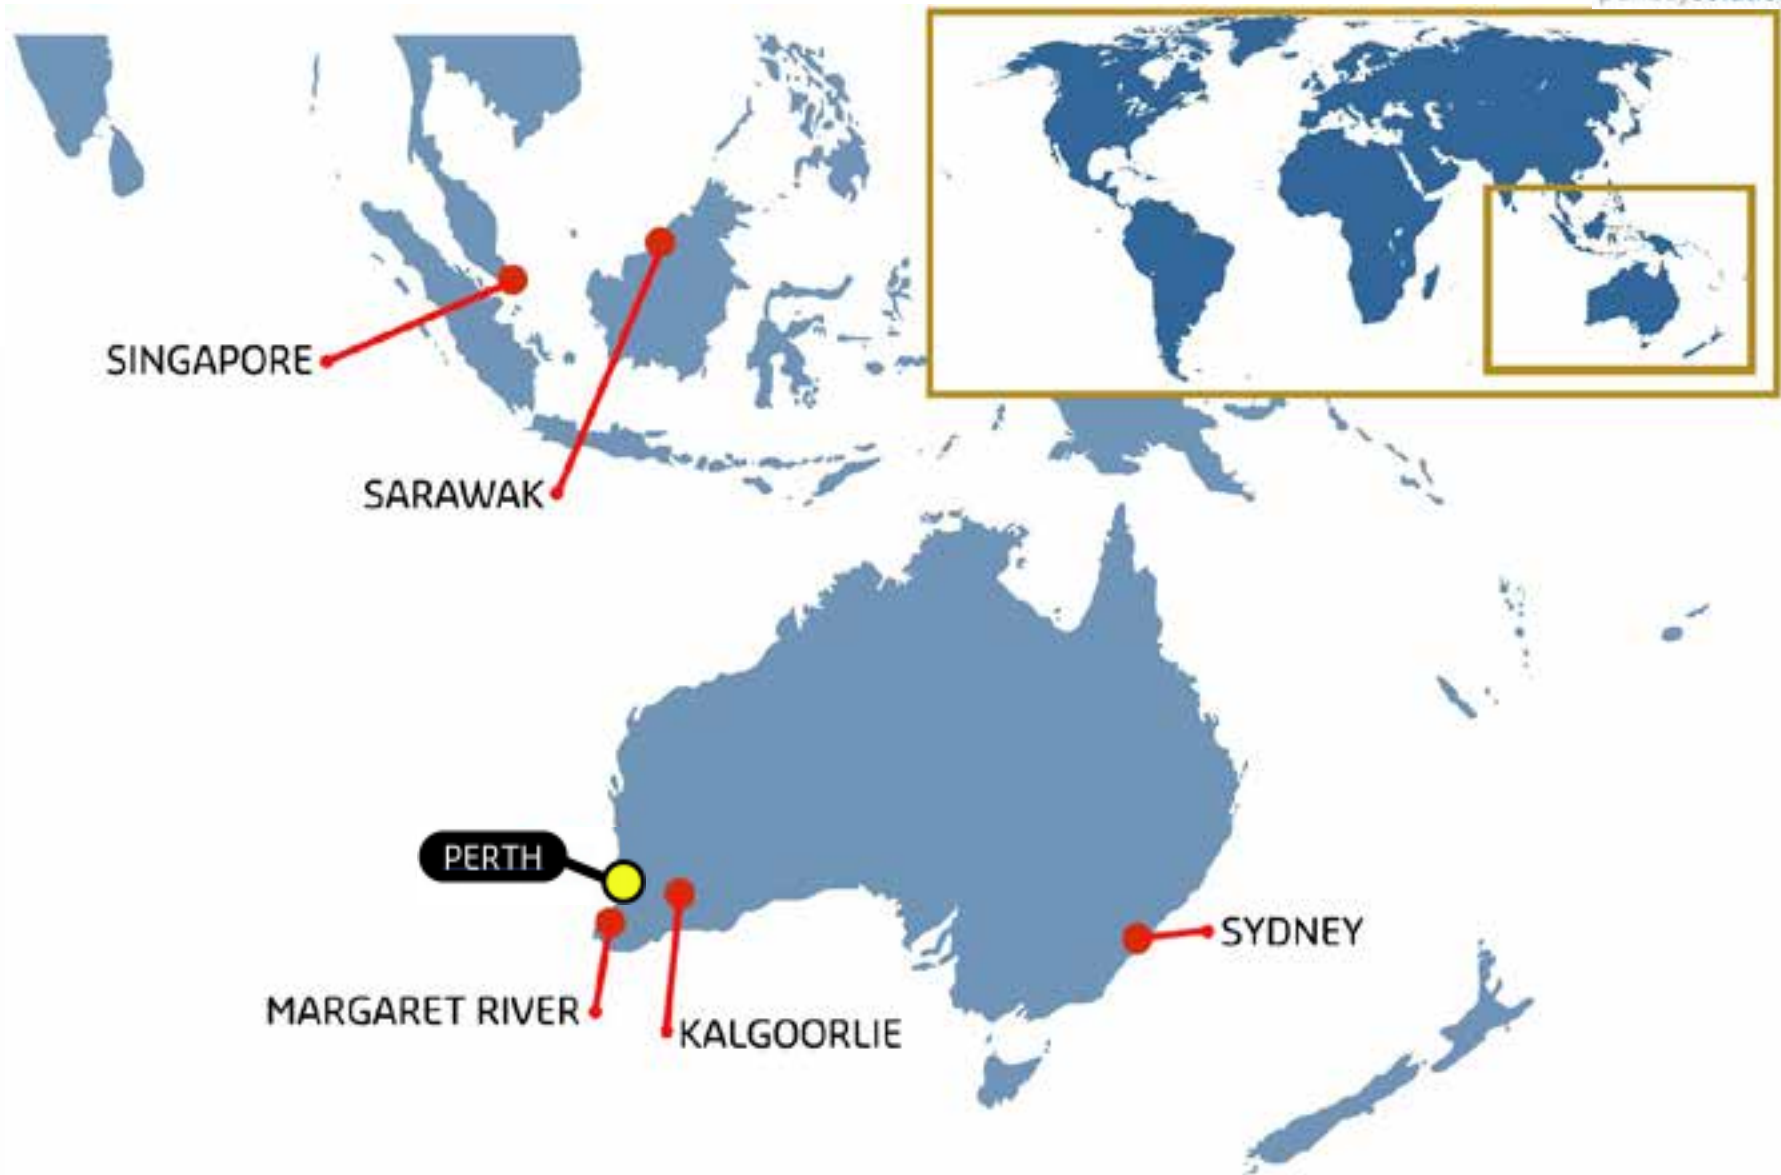 SINGAPORE
SARAWAK
PERTH
SYDNEY
MARGARET RIVER
KALGOORLIE